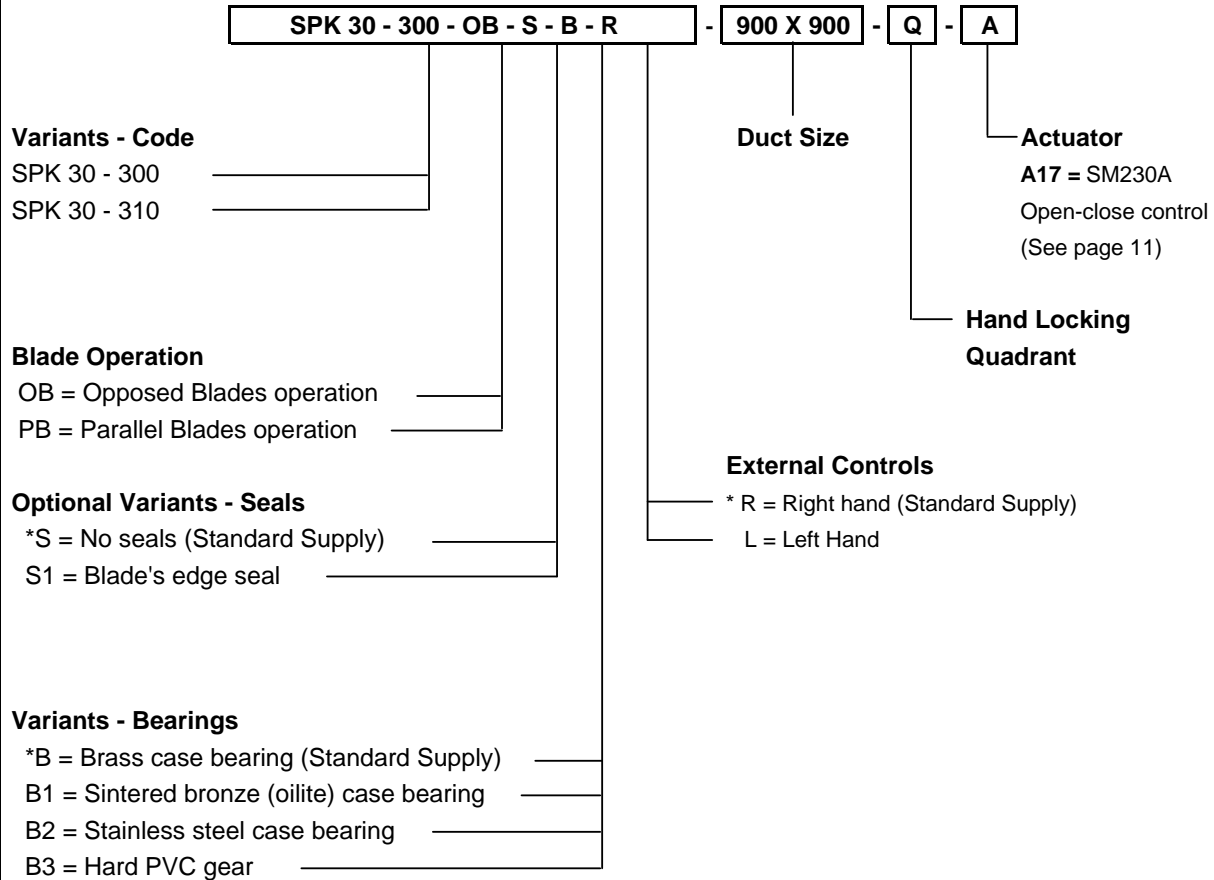 SPK 30 - 300 - OB - S - B - R - 900 X 900 - Q - A
Variants - Code
SPK 30 - 300
SPK 30 - 310
Duct Size
Actuator
A17 = SM230A
Open-close control
(See page 11)
Hand Locking
Quadrant
Blade Operation
OB = Opposed Blades operation
PB = Parallel Blades operation
External Controls
* R = Right hand (Standard Supply)
L = Left Hand
Optional Variants - Seals
*S = No seals (Standard Supply)
S1 = Blade's edge seal
Variants - Bearings
*B = Brass case bearing (Standard Supply)
B1 = Sintered bronze (oilite) case bearing
B2 = Stainless steel case bearing
B3 = Hard PVC gear